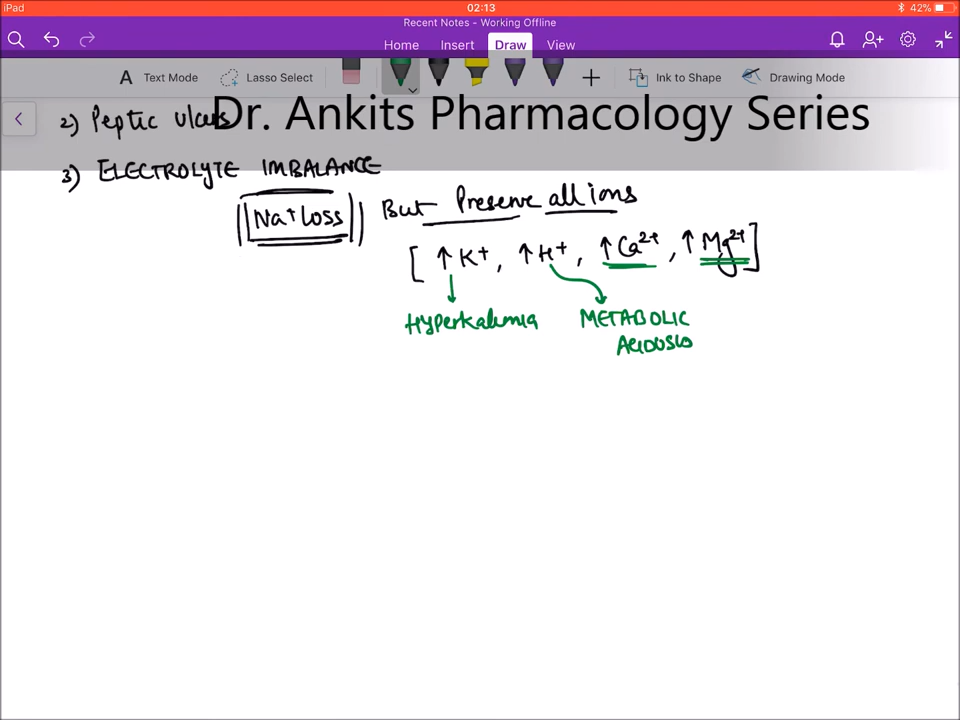 iPad 02:13 42%
Recent Notes - Working Offline
Home Insert Draw View
Text Mode Lasso Select Ink to Shape Drawing Mode
Dr. Ankits Pharmacology Series
2) Peptic ulcers
3) ELECTROLYTE IMBALANCE
Na+ Loss But Preserve all ions
[ ↑ K+, ↑ H+, ↑ Ca2+, ↑ Mg2+ ]
Hyperkalemia METABOLIC
ACIDOSIS